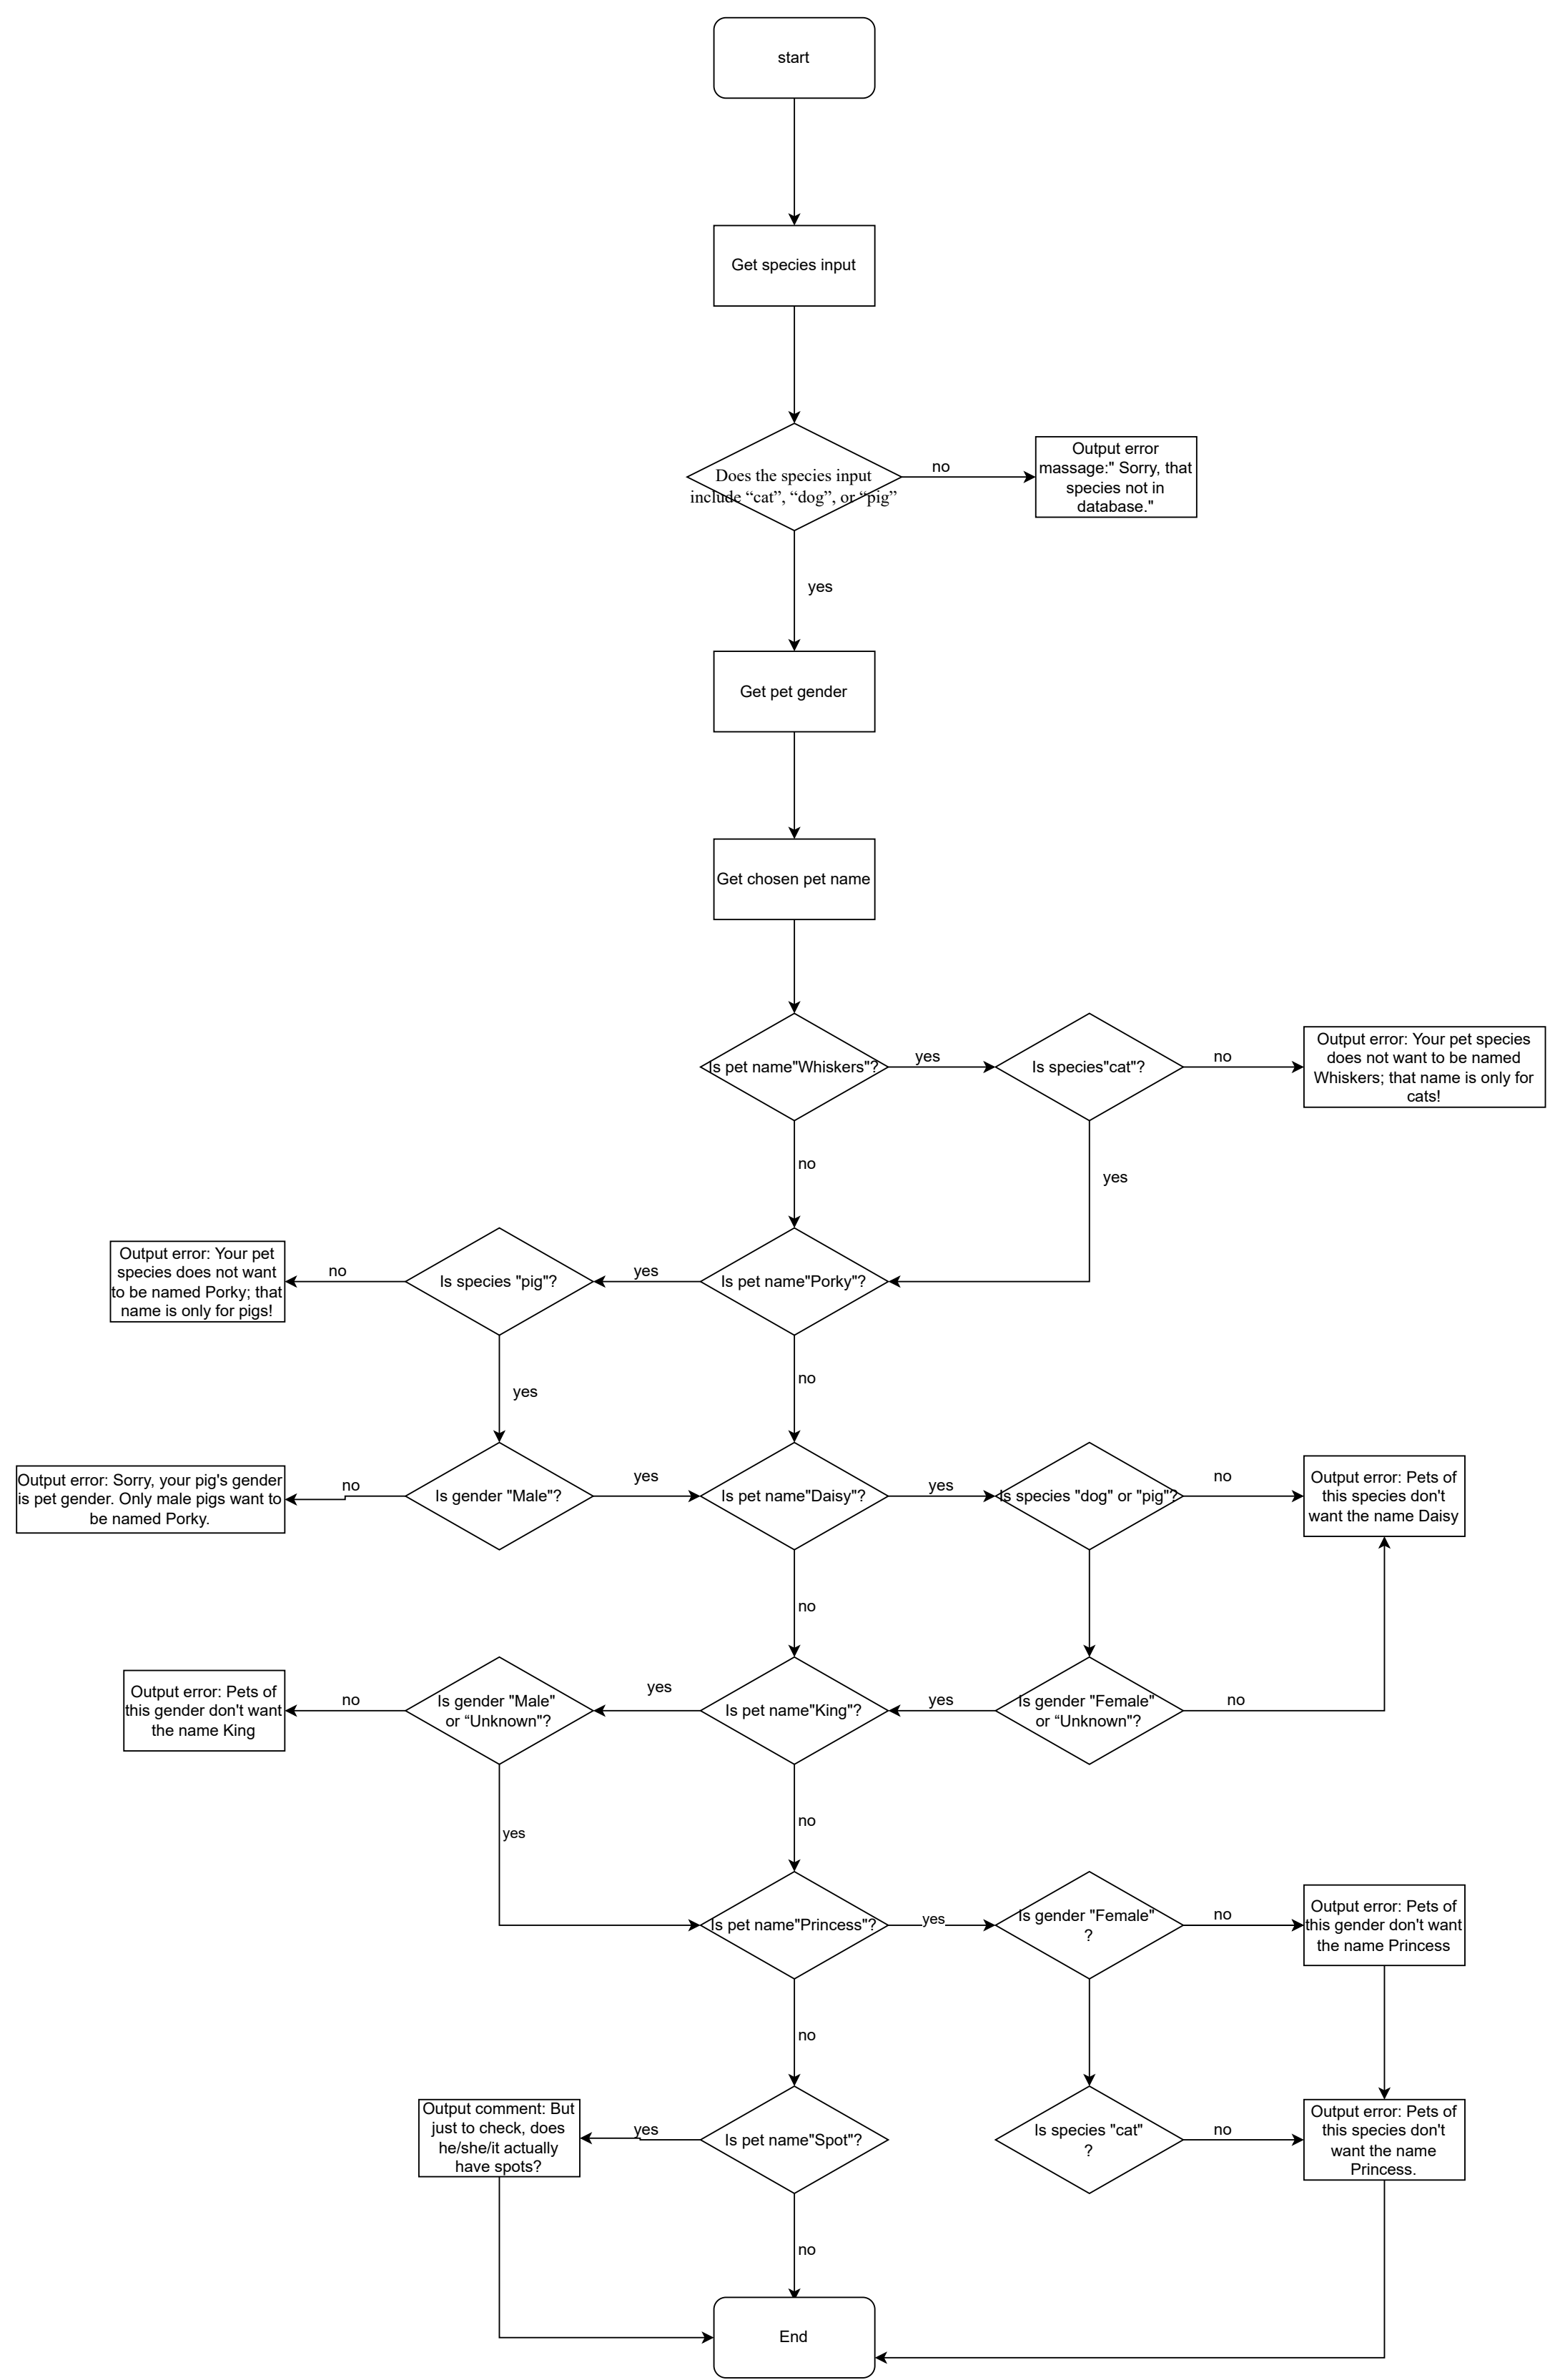 start
Get species input
Does the species input
include “cat”, “dog”, or “pig”
no
Output error
massage:" Sorry, that
species not in
database."
yes
Get pet gender
Get chosen pet name
Is pet name"Whiskers"?
yes
Is species"cat"?
no
Output error: Your pet species
does not want to be named
Whiskers; that name is only for
cats!
no
yes
Output error: Your pet
species does not want
to be named Porky; that
name is only for pigs!
no
Is species "pig"?
yes
Is pet name"Porky"?
yes
no
Output error: Sorry, your pig's gender
is pet gender. Only male pigs want to
be named Porky.
no
Is gender "Male"?
yes
Is pet name"Daisy"?
yes
Is species "dog" or "pig"?
no
Output error: Pets of
this species don't
want the name Daisy
no
Output error: Pets of
this gender don't want
the name King
no
Is gender "Male"
or “Unknown"?
yes
Is pet name"King"?
yes
Is gender "Female"
or “Unknown"?
no
yes
no
Is pet name"Princess"?
yes
Is gender "Female"
?
no
Output error: Pets of
this gender don't want
the name Princess
no
Output comment: But
just to check, does
he/she/it actually
have spots?
yes
Is pet name"Spot"?
Is species "cat"
?
no
Output error: Pets of
this species don't
want the name
Princess.
no
End